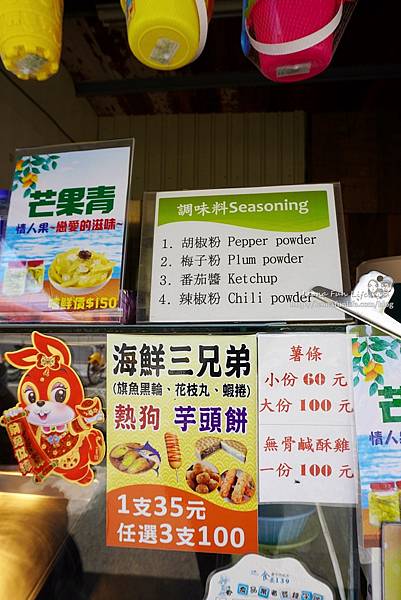 芒果青
情人果~戀愛的滋味~
嚐鮮價$150
調味料Seasoning
1. 胡椒粉 Pepper powder
2. 梅子粉 Plum powder
3. 番茄醬 Ketchup
4. 辣椒粉 Chili powder
海鮮三兄弟
(旗魚黑輪、花枝丸、蝦捲)
熱狗 芋頭餅
1支35元
任選3支100
薯條
小份 60 元
大份 100 元
無骨鹹酥雞
一份 100 元
芒
情人